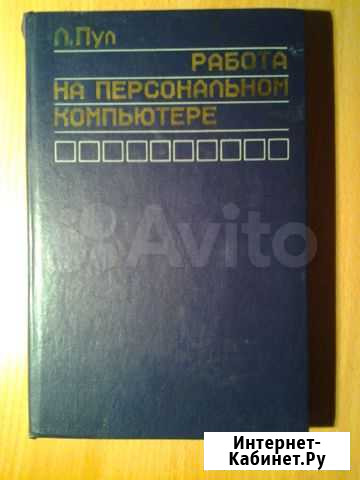 Л.Пул
РАБОТА
НА ПЕРСОНАЛЬНОМ
КОМПЬЮТЕРЕ
Avito
Интернет-
Кабинет.Ру